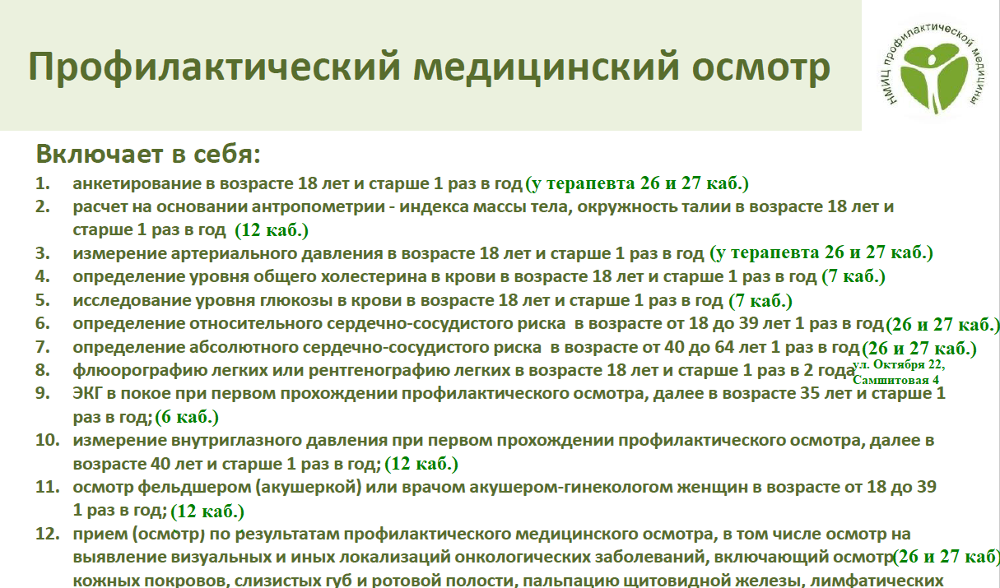 Профилактический медицинский осмотр
НМИЦ профилактической медицины
Включает в себя:
1. анкетирование в возрасте 18 лет и старше 1 раз в год (у терапевта 26 и 27 каб.)
2. расчет на основании антропометрии - индекса массы тела, окружность талии в возрасте 18 лет и
старше 1 раз в год (12 каб.)
3. измерение артериального давления в возрасте 18 лет и старше 1 раз в год (у терапевта 26 и 27 каб.)
4. определение уровня общего холестерина в крови в возрасте 18 лет и старше 1 раз в год (7 каб.)
5. исследование уровня глюкозы в крови в возрасте 18 лет и старше 1 раз в год (7 каб.)
6. определение относительного сердечно-сосудистого риска в возрасте от 18 до 39 лет 1 раз в год (26 и 27 каб.)
7. определение абсолютного сердечно-сосудистого риска в возрасте от 40 до 64 лет 1 раз в год (26 и 27 каб.)
8. флюорографию легких или рентгенографию легких в возрасте 18 лет и старше 1 раз в 2 года ул. Октября 22,
Самшитовая 4
9. ЭКГ в покое при первом прохождении профилактического осмотра, далее в возрасте 35 лет и старше 1
раз в год; (6 каб.)
10. измерение внутриглазного давления при первом прохождении профилактического осмотра, далее в
возрасте 40 лет и старше 1 раз в год; (12 каб.)
11. осмотр фельдшером (акушеркой) или врачом акушером-гинекологом женщин в возрасте от 18 до 39
1 раз в год; (12 каб.)
12. прием (осмотр) по результатам профилактического медицинского осмотра, в том числе осмотр на
выявление визуальных и иных локализаций онкологических заболеваний, включающий осмотр (26 и 27 каб)
кожных покровов, слизистых губ и ротовой полости, пальпацию щитовидной железы, лимфатических